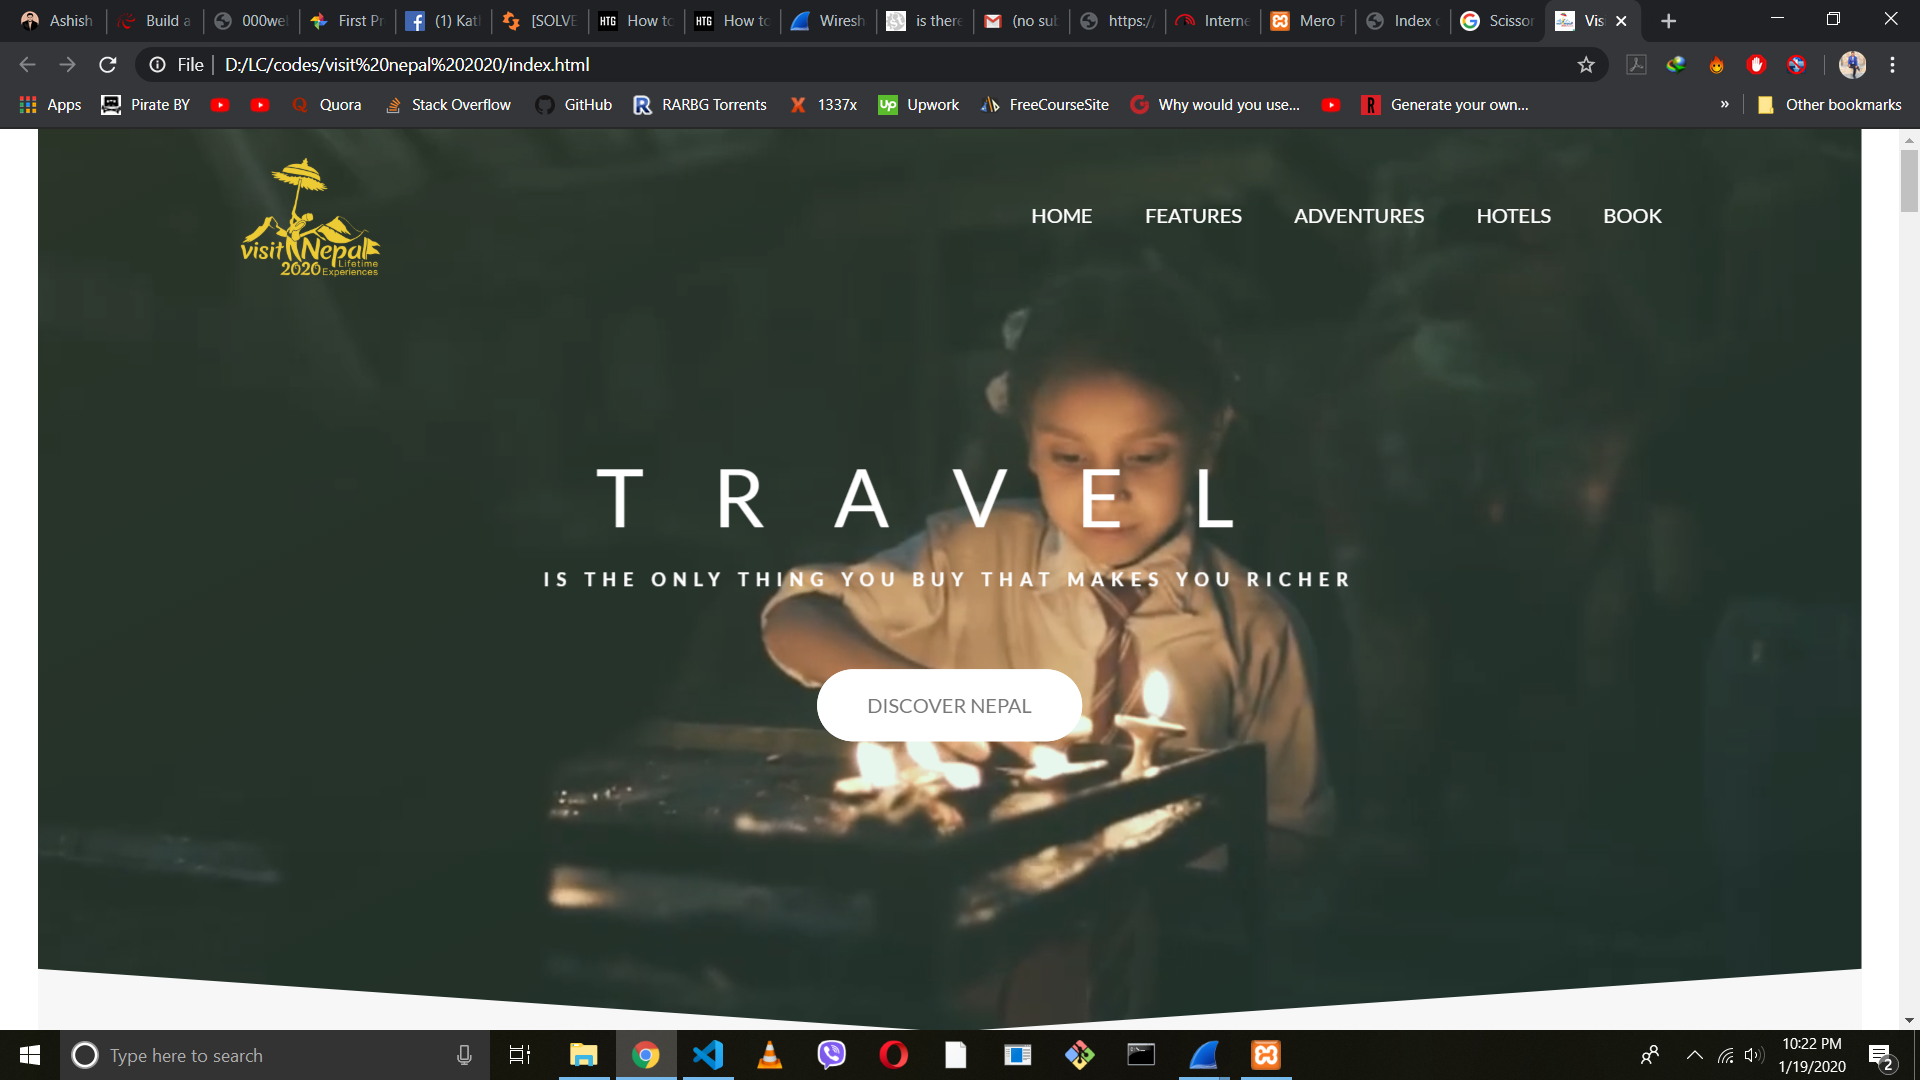 Ashish
Build a
000wel
First Pr
(1) Kat
[SOLVE
HTG How to
HTG How to
Wiresh
is there
(no sub
https:/
Interne
Mero P
Index o
Scissor
Visi
File D:/LC/codes/visit%20nepal%202020/index.html
Apps Pirate BY Quora Stack Overflow GitHub RARBG Torrents 1337x Up Upwork FreeCourseSite Why would you use... Generate your own... » Other bookmarks
visit Nepal
2020 Lifetime Experiences
HOME FEATURES ADVENTURES HOTELS BOOK
TRAVEL
IS THE ONLY THING YOU BUY THAT MAKES YOU RICHER
DISCOVER NEPAL
Type here to search
10:22 PM
1/19/2020
2